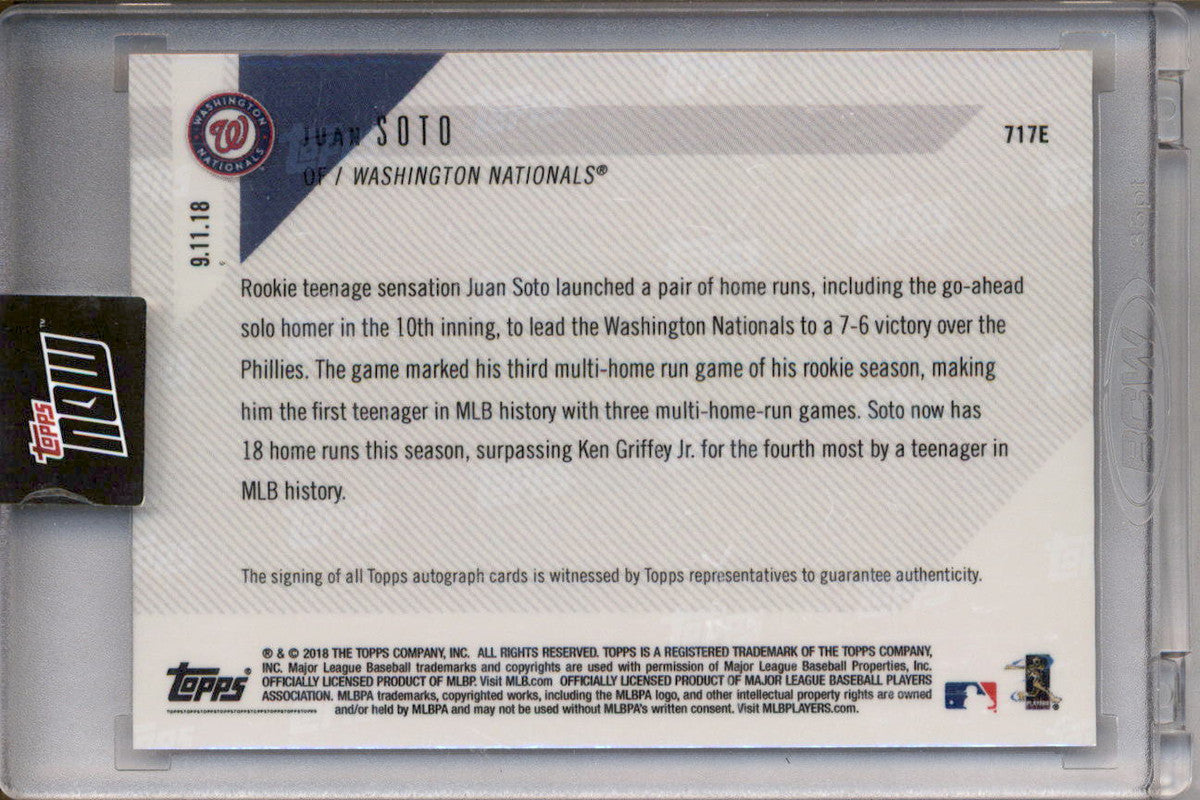 WASHINGTON
W
NATIONALS
JUAN SOTO
717E
OF / WASHINGTON NATIONALS®
9.11.18
Rookie teenage sensation Juan Soto launched a pair of home runs, including the go-ahead
solo homer in the 10th inning, to lead the Washington Nationals to a 7-6 victory over the
Phillies. The game marked his third multi-home run game of his rookie season, making
him the first teenager in MLB history with three multi-home-run games. Soto now has
18 home runs this season, surpassing Ken Griffey Jr. for the fourth most by a teenager in
MLB history.
The signing of all Topps autograph cards is witnessed by Topps representatives to guarantee authenticity.
® & © 2018 THE TOPPS COMPANY, INC. ALL RIGHTS RESERVED. TOPPS IS A REGISTERED TRADEMARK OF THE TOPPS COMPANY,
INC. Major League Baseball trademarks and copyrights are used with permission of Major League Baseball Properties, Inc.
OFFICIALLY LICENSED PRODUCT OF MLBP. Visit MLB.com OFFICIALLY LICENSED PRODUCT OF MAJOR LEAGUE BASEBALL PLAYERS
ASSOCIATION. MLBPA trademarks, copyrighted works, including the MLBPA logo, and other intellectual property rights are owned
and/or held by MLBPA and may not be used without MLBPA's written consent. Visit MLBPLAYERS.com.
Topps®
Topps NOW™
BCW